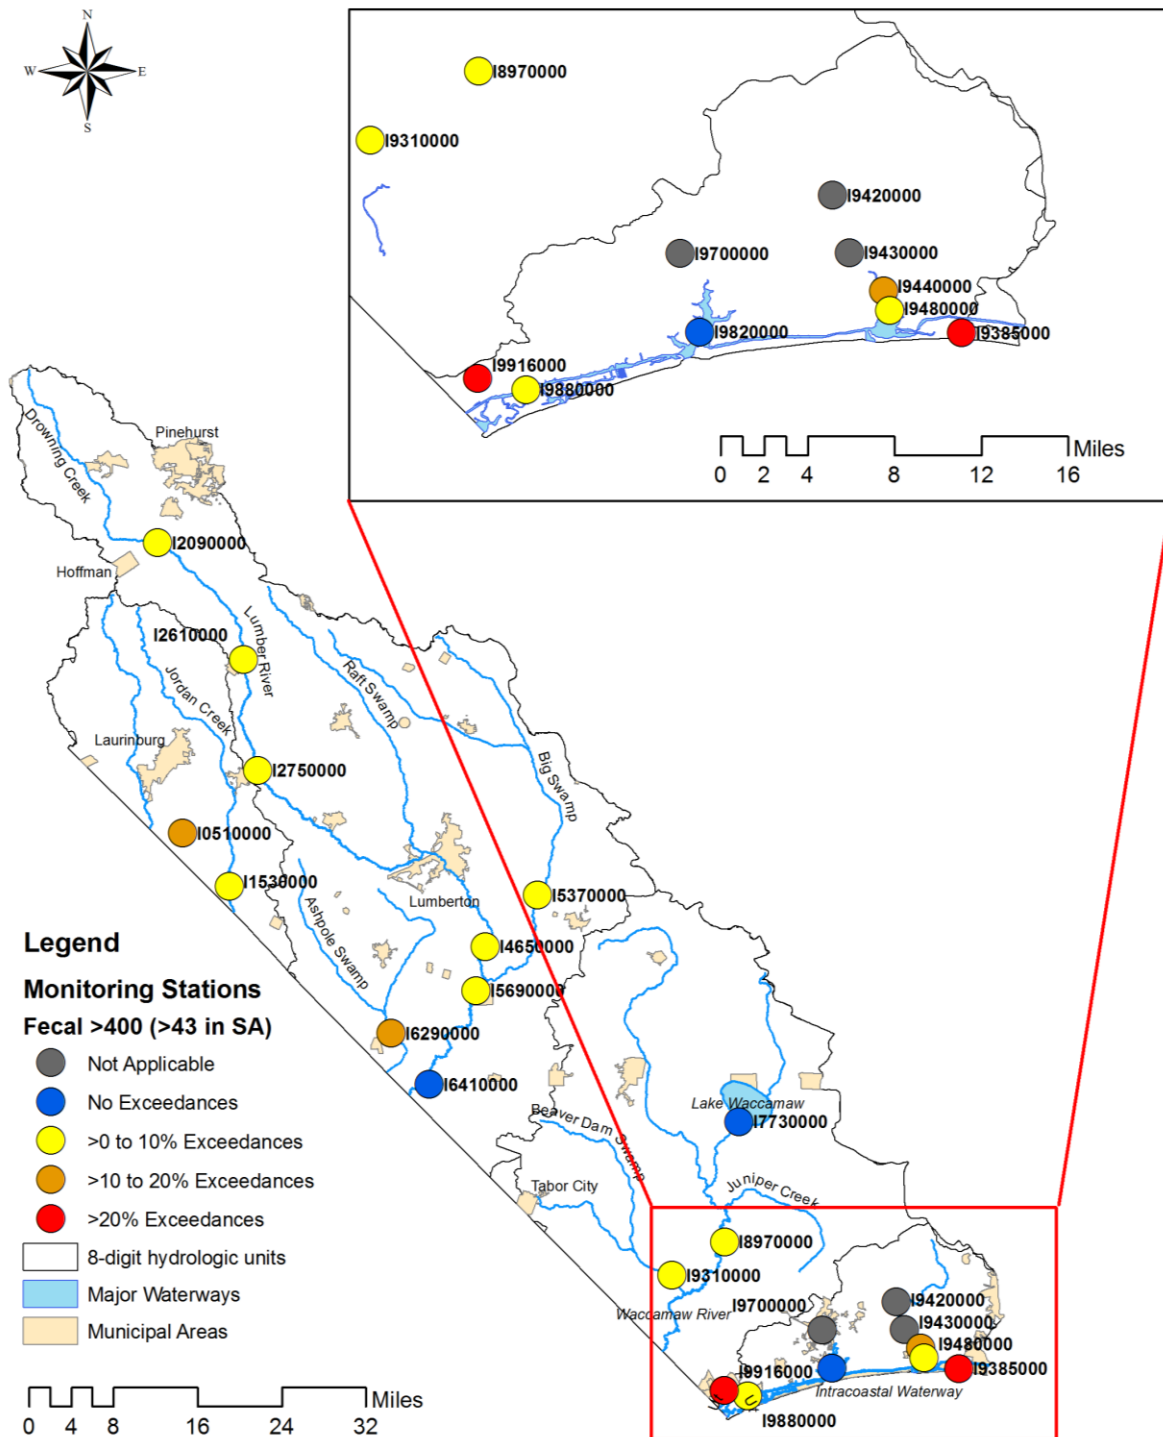 N
W
E
S
I8970000
I9310000
I9420000
I9700000
I9430000
I9440000
I9480000
I9820000
I9385000
I9916000
I9880000
Miles
0 2 4 8 12 16
Drowning Creek
Pinehurst
I2090000
Hoffman
I2610000
Lumber River
Jordan Creek
Raft Swamp
Laurinburg
I2750000
Big Swamp
I0510000
I1530000
Ashpole Swamp
Lumberton
I5370000
I4650000
I5690000
I6290000
I6410000
Lake Waccamaw
I7730000
Beaver Dam Swamp
Tabor City
Juniper Creek
I8970000
I9310000
Waccamaw River
I9700000
I9420000
I9430000
I9480000
I9385000
I9916000
Intracoastal Waterway
I9880000
Legend
Monitoring Stations
Fecal >400 (>43 in SA)
Not Applicable
No Exceedances
>0 to 10% Exceedances
>10 to 20% Exceedances
>20% Exceedances
8-digit hydrologic units
Major Waterways
Municipal Areas
Miles
0 4 8 16 24 32